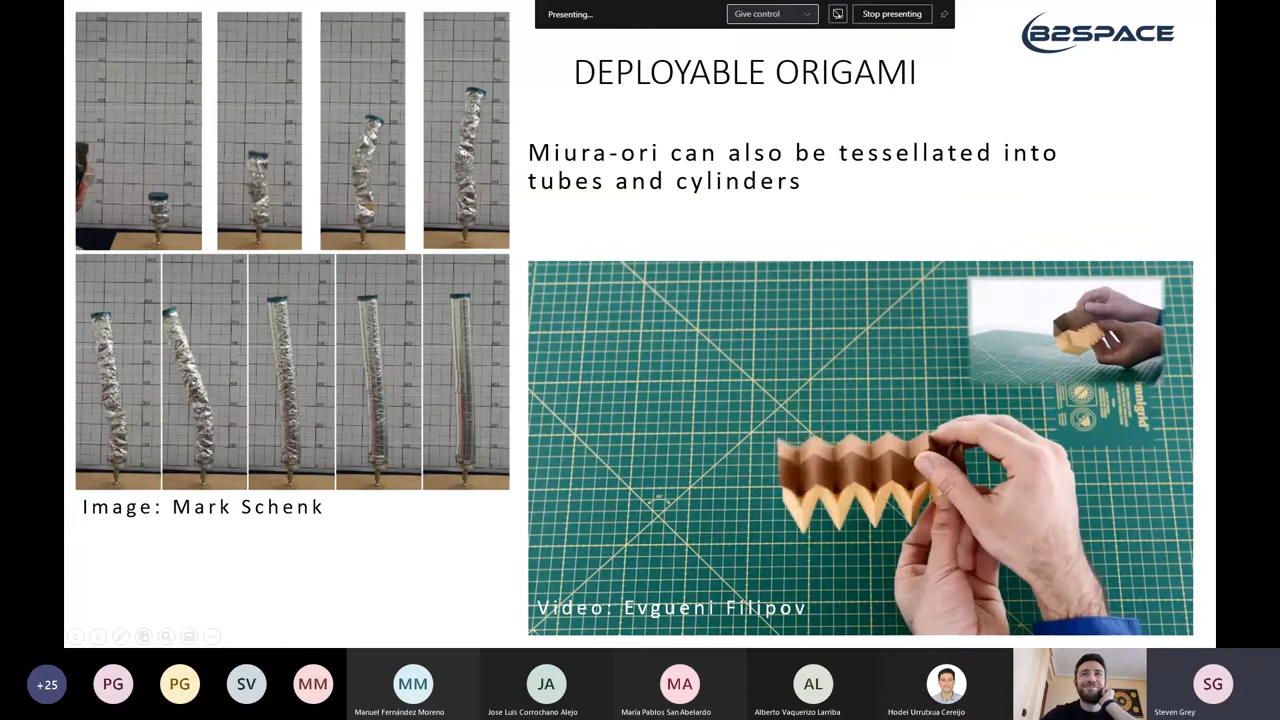 Presenting...
Give control
Stop presenting
B2SPACE
DEPLOYABLE ORIGAMI
Miura-ori can also be tessellated into
tubes and cylinders
Image: Mark Schenk
omnigrid
Video: Evgueni Filipov
+25
PG
PG
SV
MM
MM
JA
MA
AL
SG
Manuel Fernández Moreno
Jose Luis Corrochano Alejo
María Pablos San Abelardo
Alberto Vaquerizo Larriba
Hodei Urrutxua Cereijo
Steven Grey